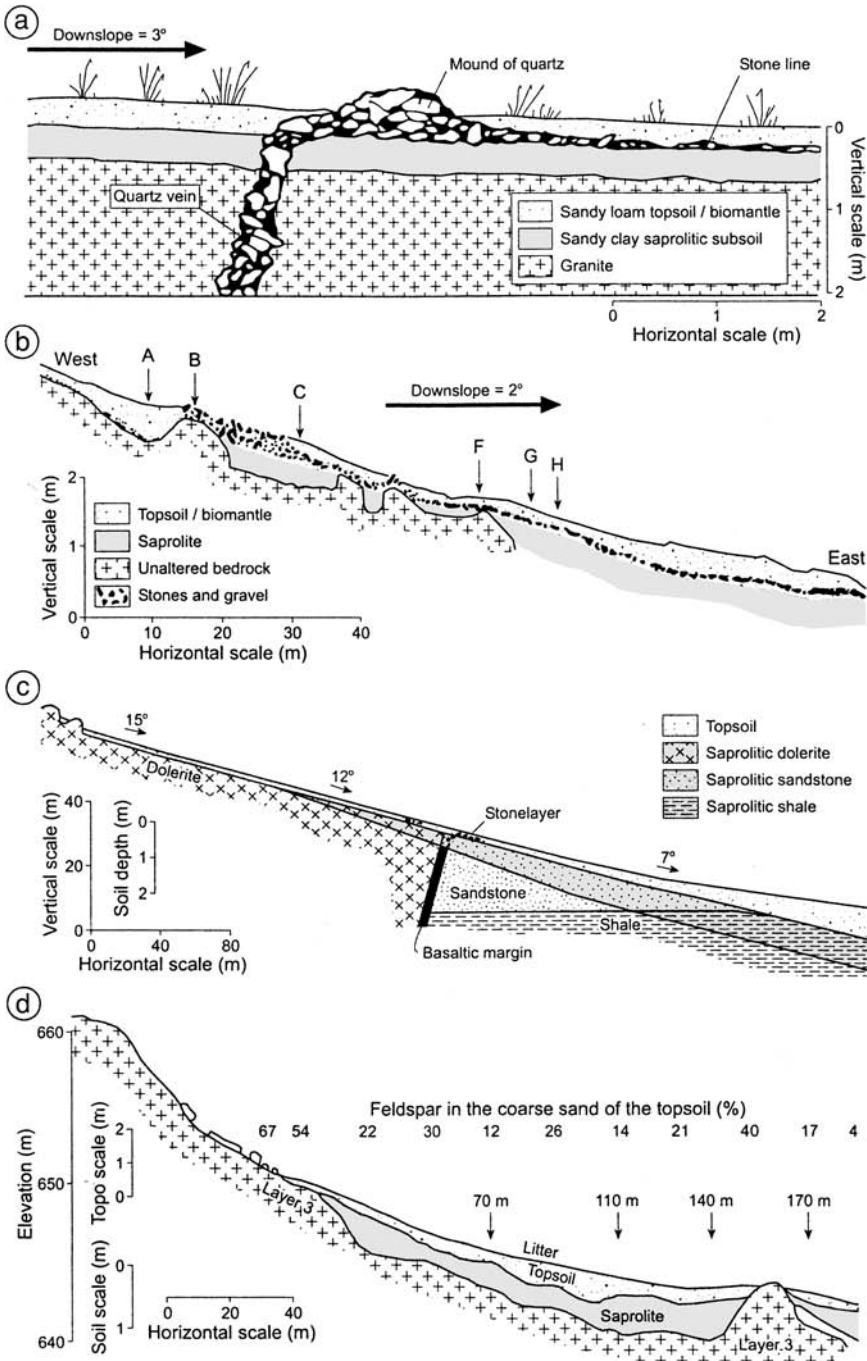 a
Downslope = 3°
Mound of quartz
Stone line
0
Vertical scale (m)
1
2
Quartz vein
Sandy loam topsoil / biomantle
Sandy clay saprolitic subsoil
Granite
0 1 2
Horizontal scale (m)
b
West
A
B
C
Downslope = 2°
F
G
H
East
Vertical scale (m)
2
1
0
Topsoil / biomantle
Saprolite
Unaltered bedrock
Stones and gravel
0 10 20 30 40
Horizontal scale (m)
c
15°
Dolerite
12°
Stonelayer
7°
Topsoil
Saprolitic dolerite
Saprolitic sandstone
Saprolitic shale
Vertical scale (m)
40
20
0
Soil depth (m)
0
1
2
Sandstone
Shale
Basaltic margin
0 80
Horizontal scale (m)
d
Elevation (m)
660
650
640
Feldspar in the coarse sand of the topsoil (%)
67 54 22 30 12 26 14 21 40 17 4
Topo scale (m)
2
1
0
Layer 3
70 m 110 m 140 m 170 m
Litter
Topsoil
Saprolite
Layer 3
Soil scale (m)
0
1
0 20 40
Horizontal scale (m)